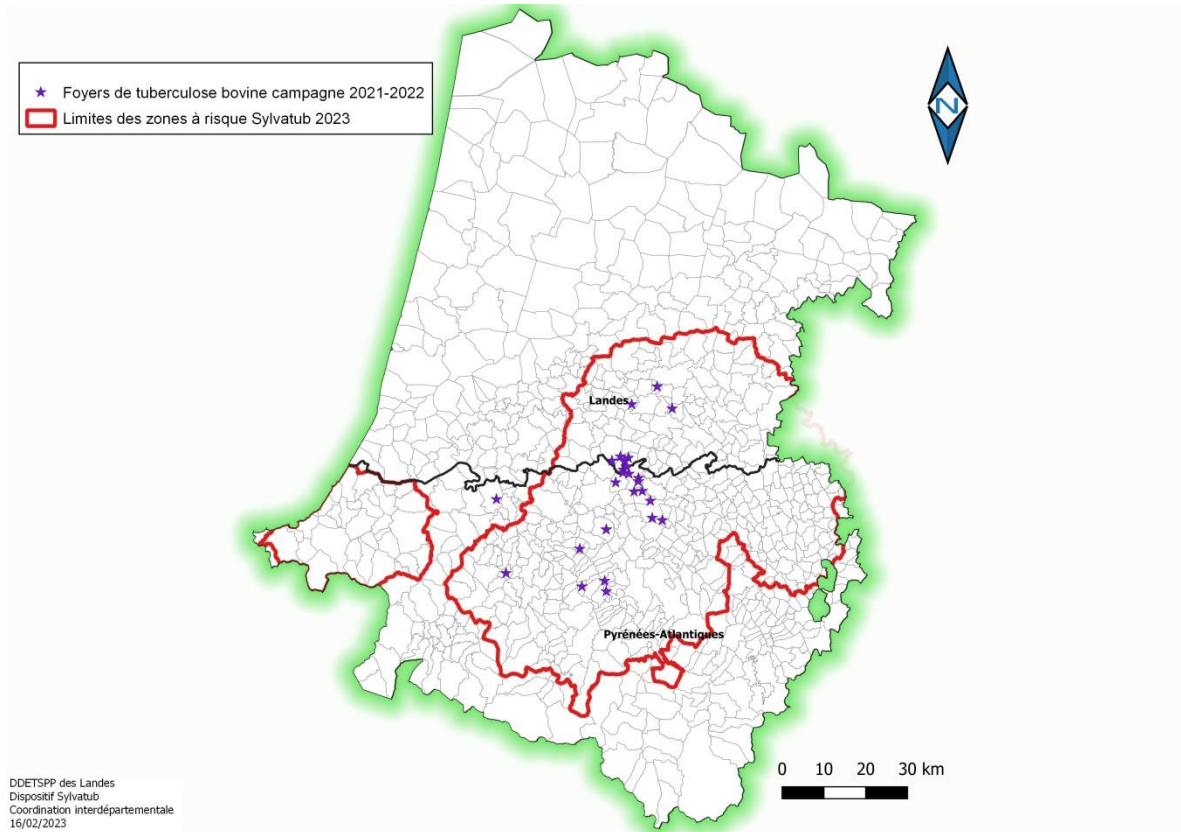 Foyers de tuberculose bovine campagne 2021-2022
Limites des zones à risque Sylvatub 2023
N
Landes
Pyrénées-Atlantiques
0 10 20 30 km
DDETSPP des Landes
Dispositif Sylvatub
Coordination interdépartementale
16/02/2023